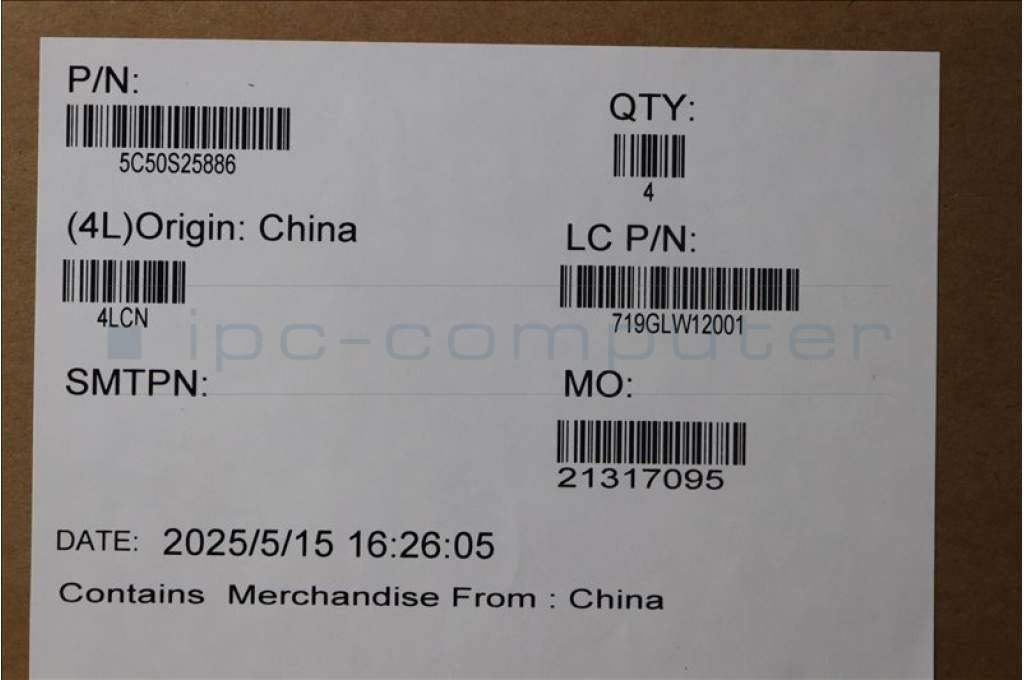 P/N:
5C50S25886
QTY:
4
(4L)Origin: China
4LCN
LC P/N:
719GLW12001
ipc-computer
SMTPN:
MO:
21317095
DATE: 2025/5/15 16:26:05
Contains Merchandise From : China